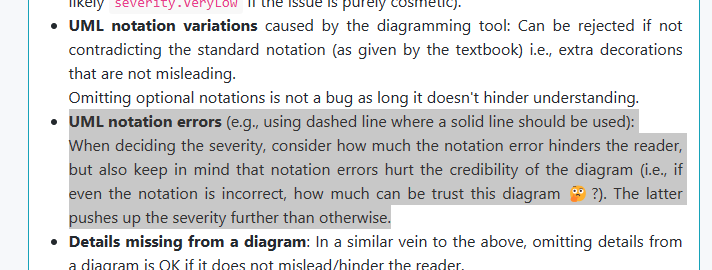 likely severity.VeryLow if the issue is purely cosmetic).
• UML notation variations caused by the diagramming tool: Can be rejected if not
contradicting the standard notation (as given by the textbook) i.e., extra decorations
that are not misleading.
Omitting optional notations is not a bug as long it doesn't hinder understanding.
• UML notation errors (e.g., using dashed line where a solid line should be used):
When deciding the severity, consider how much the notation error hinders the reader,
but also keep in mind that notation errors hurt the credibility of the diagram (i.e., if
even the notation is incorrect, how much can be trust this diagram 🤔 ?). The latter
pushes up the severity further than otherwise.
• Details missing from a diagram: In a similar vein to the above, omitting details from
a diagram is OK if it does not mislead/hinder the reader.